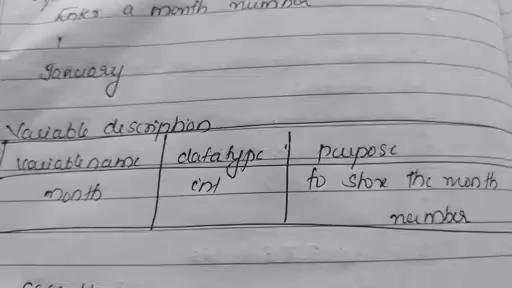 Enter a month number
1
January
Variable description
variable name datatype purpose
month int to store the month
number